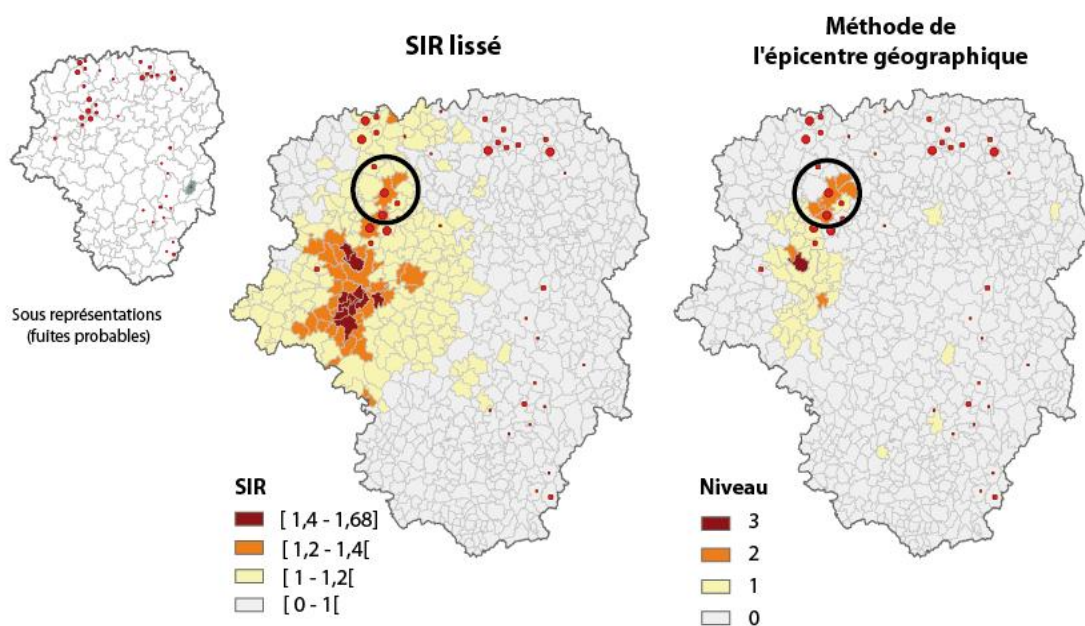 SIR lissé
Méthode de
l'épicentre géographique
Sous représentations
(fuites probables)
SIR
[ 1,4 - 1,68]
[ 1,2 - 1,4[
[ 1 - 1,2[
[ 0 - 1[
Niveau
3
2
1
0